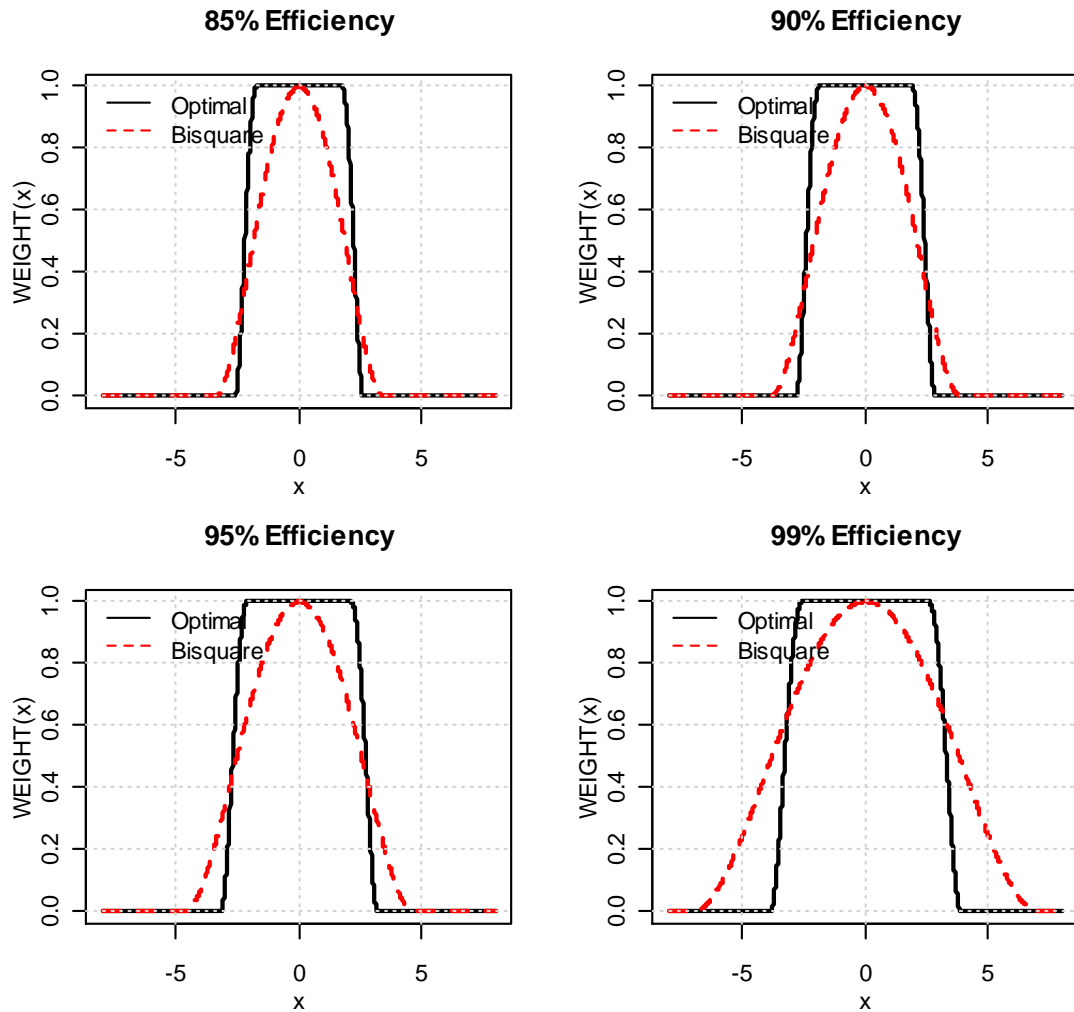 85% Efficiency
WEIGHT(x)
1.0
0.8
0.6
0.4
0.2
0.0
Optimal
Bisquare
-5 0 5
x
90% Efficiency
WEIGHT(x)
1.0
0.8
0.6
0.4
0.2
0.0
Optimal
Bisquare
-5 0 5
x
95% Efficiency
WEIGHT(x)
1.0
0.8
0.6
0.4
0.2
0.0
Optimal
Bisquare
-5 0 5
x
99% Efficiency
WEIGHT(x)
1.0
0.8
0.6
0.4
0.2
0.0
Optimal
Bisquare
-5 0 5
x